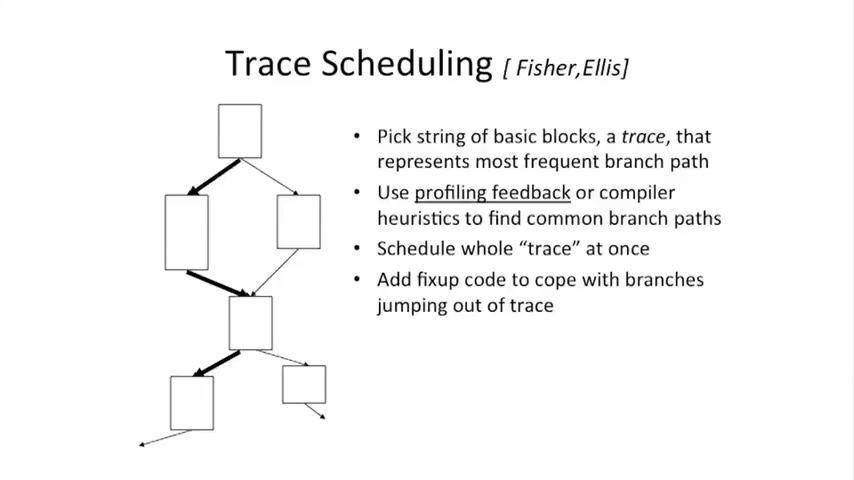 Trace Scheduling [ Fisher,Ellis]
• Pick string of basic blocks, a trace, that
represents most frequent branch path
• Use profiling feedback or compiler
heuristics to find common branch paths
• Schedule whole “trace” at once
• Add fixup code to cope with branches
jumping out of trace